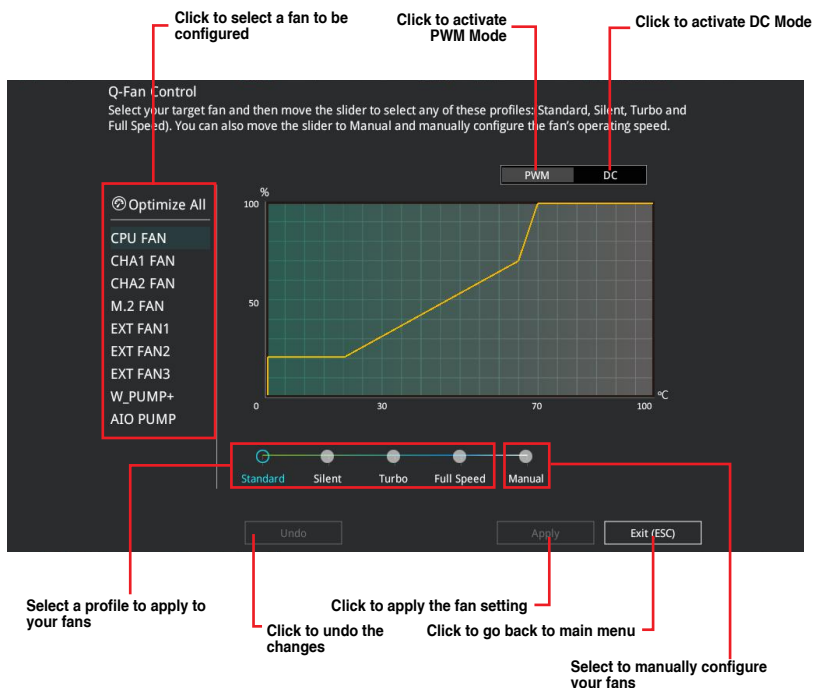 Click to select a fan to be
configured
Click to activate
PWM Mode
Click to activate DC Mode
Q-Fan Control
Select your target fan and then move the slider to select any of these profiles: Standard, Silent, Turbo and
Full Speed). You can also move the slider to Manual and manually configure the fan's operating speed.
PWM DC
Optimize All
CPU FAN
CHA1 FAN
CHA2 FAN
M.2 FAN
EXT FAN1
EXT FAN2
EXT FAN3
W_PUMP+
AIO PUMP
%
100
50
0 30 70 100
°C
Standard Silent Turbo Full Speed Manual
Undo Apply Exit (ESC)
Select a profile to apply to
your fans
Click to undo the
changes
Click to apply the fan setting
Click to go back to main menu
Select to manually configure
your fans